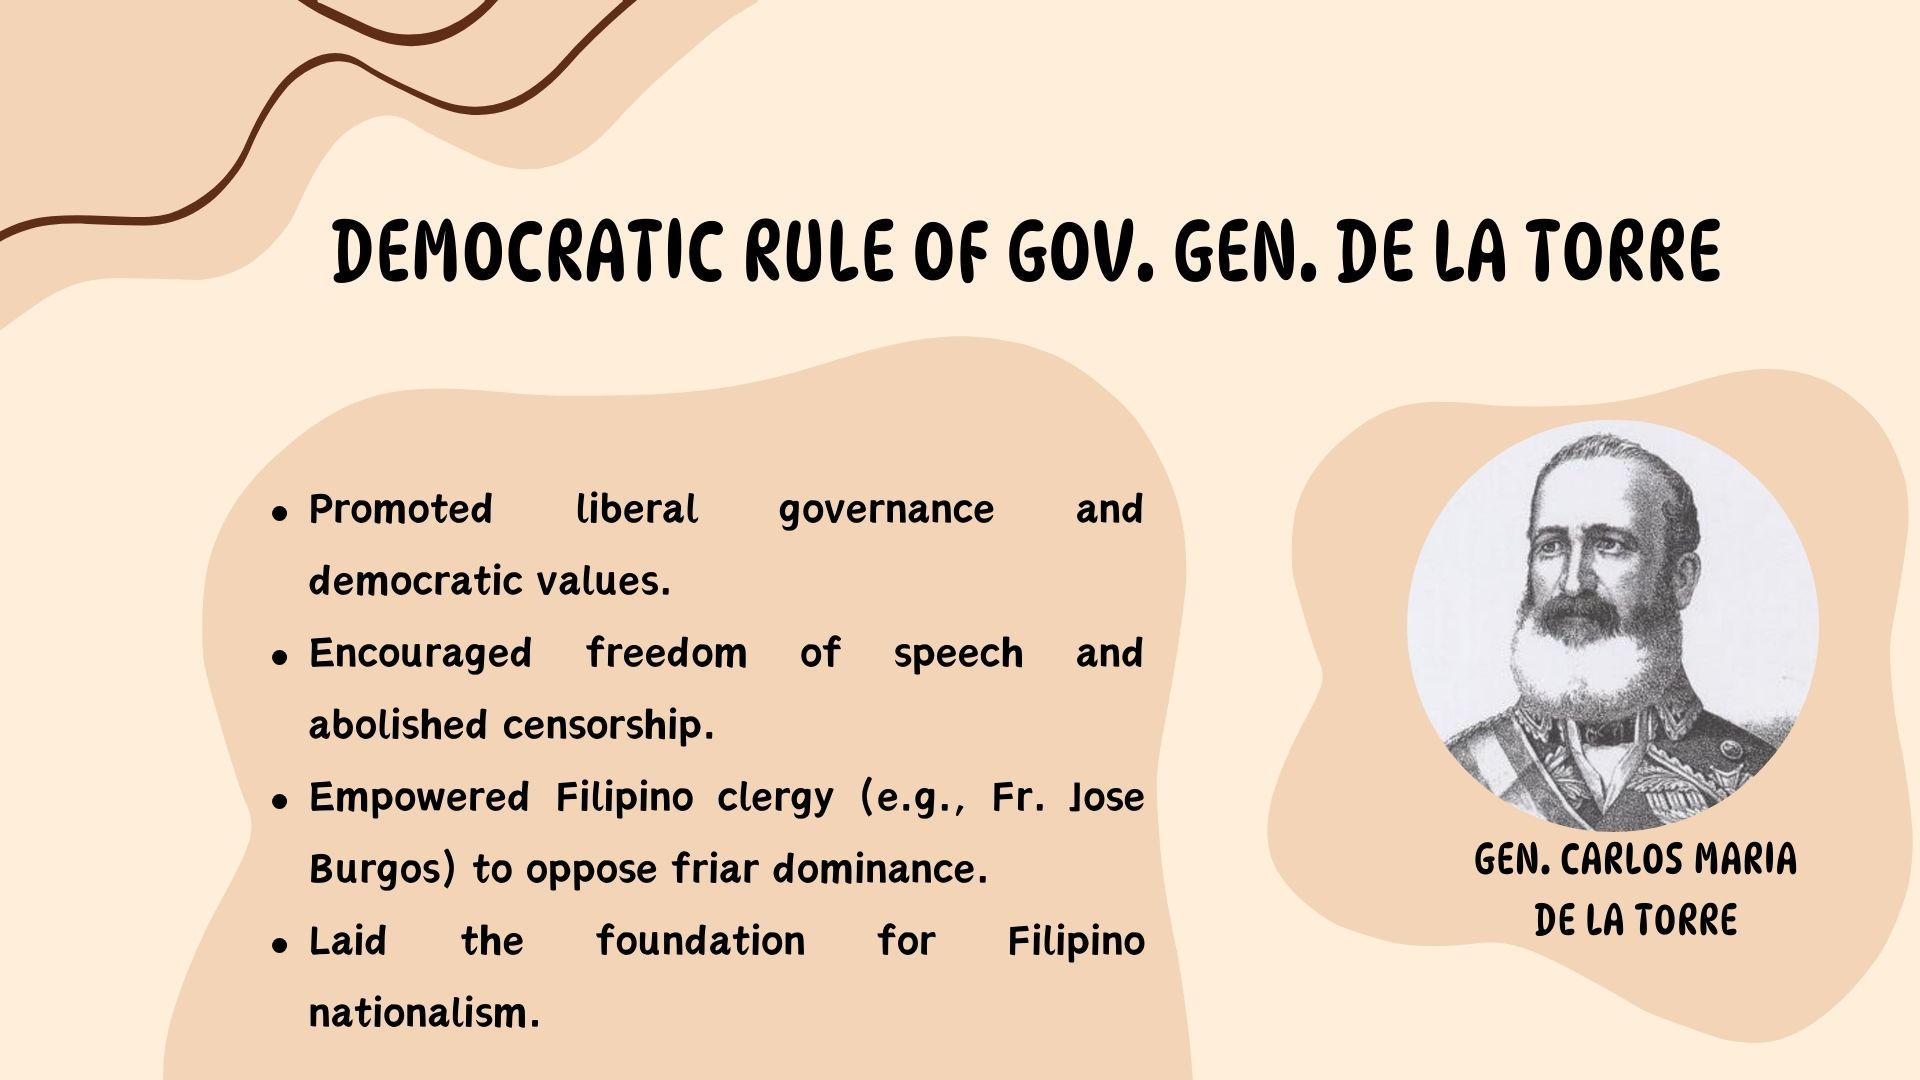 DEMOCRATIC RULE OF GOV. GEN. DE LA TORRE
• Promoted liberal governance and
democratic values.
• Encouraged freedom of speech and
abolished censorship.
• Empowered Filipino clergy (e.g., Fr. Jose
Burgos) to oppose friar dominance.
• Laid the foundation for Filipino
nationalism.
GEN. CARLOS MARIA
DE LA TORRE